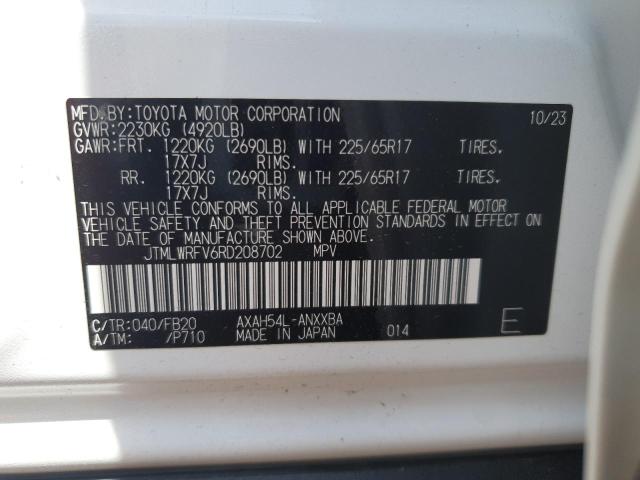 MFD.BY:TOYOTA MOTOR CORPORATION 10/23
GVWR:2230KG (4920LB)
GAWR:FRT. 1220KG (2690LB) WITH 225/65R17 TIRES.
17X7J RIMS.
RR. 1220KG (2690LB) WITH 225/65R17 TIRES.
17X7J RIMS.
THIS VEHICLE CONFORMS TO ALL APPLICABLE FEDERAL MOTOR
VEHICLE SAFETY AND THEFT PREVENTION STANDARDS IN EFFECT ON
THE DATE OF MANUFACTURE SHOWN ABOVE.
JTMLWRFV6RD208702 MPV
C/TR:040/FB20 AXAH54L-ANXXBA
A/TM: /P710 MADE IN JAPAN 014 E